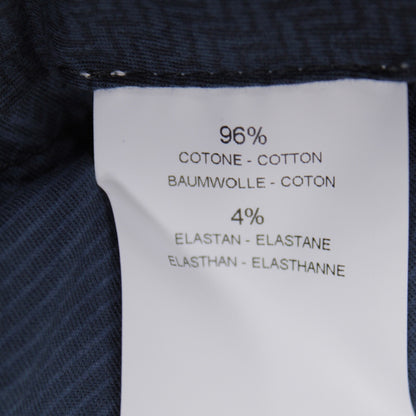 96%
COTONE - COTTON
BAUMWOLLE - COTON
4%
ELASTAN - ELASTANE
ELASTHAN - ELASTHANNE